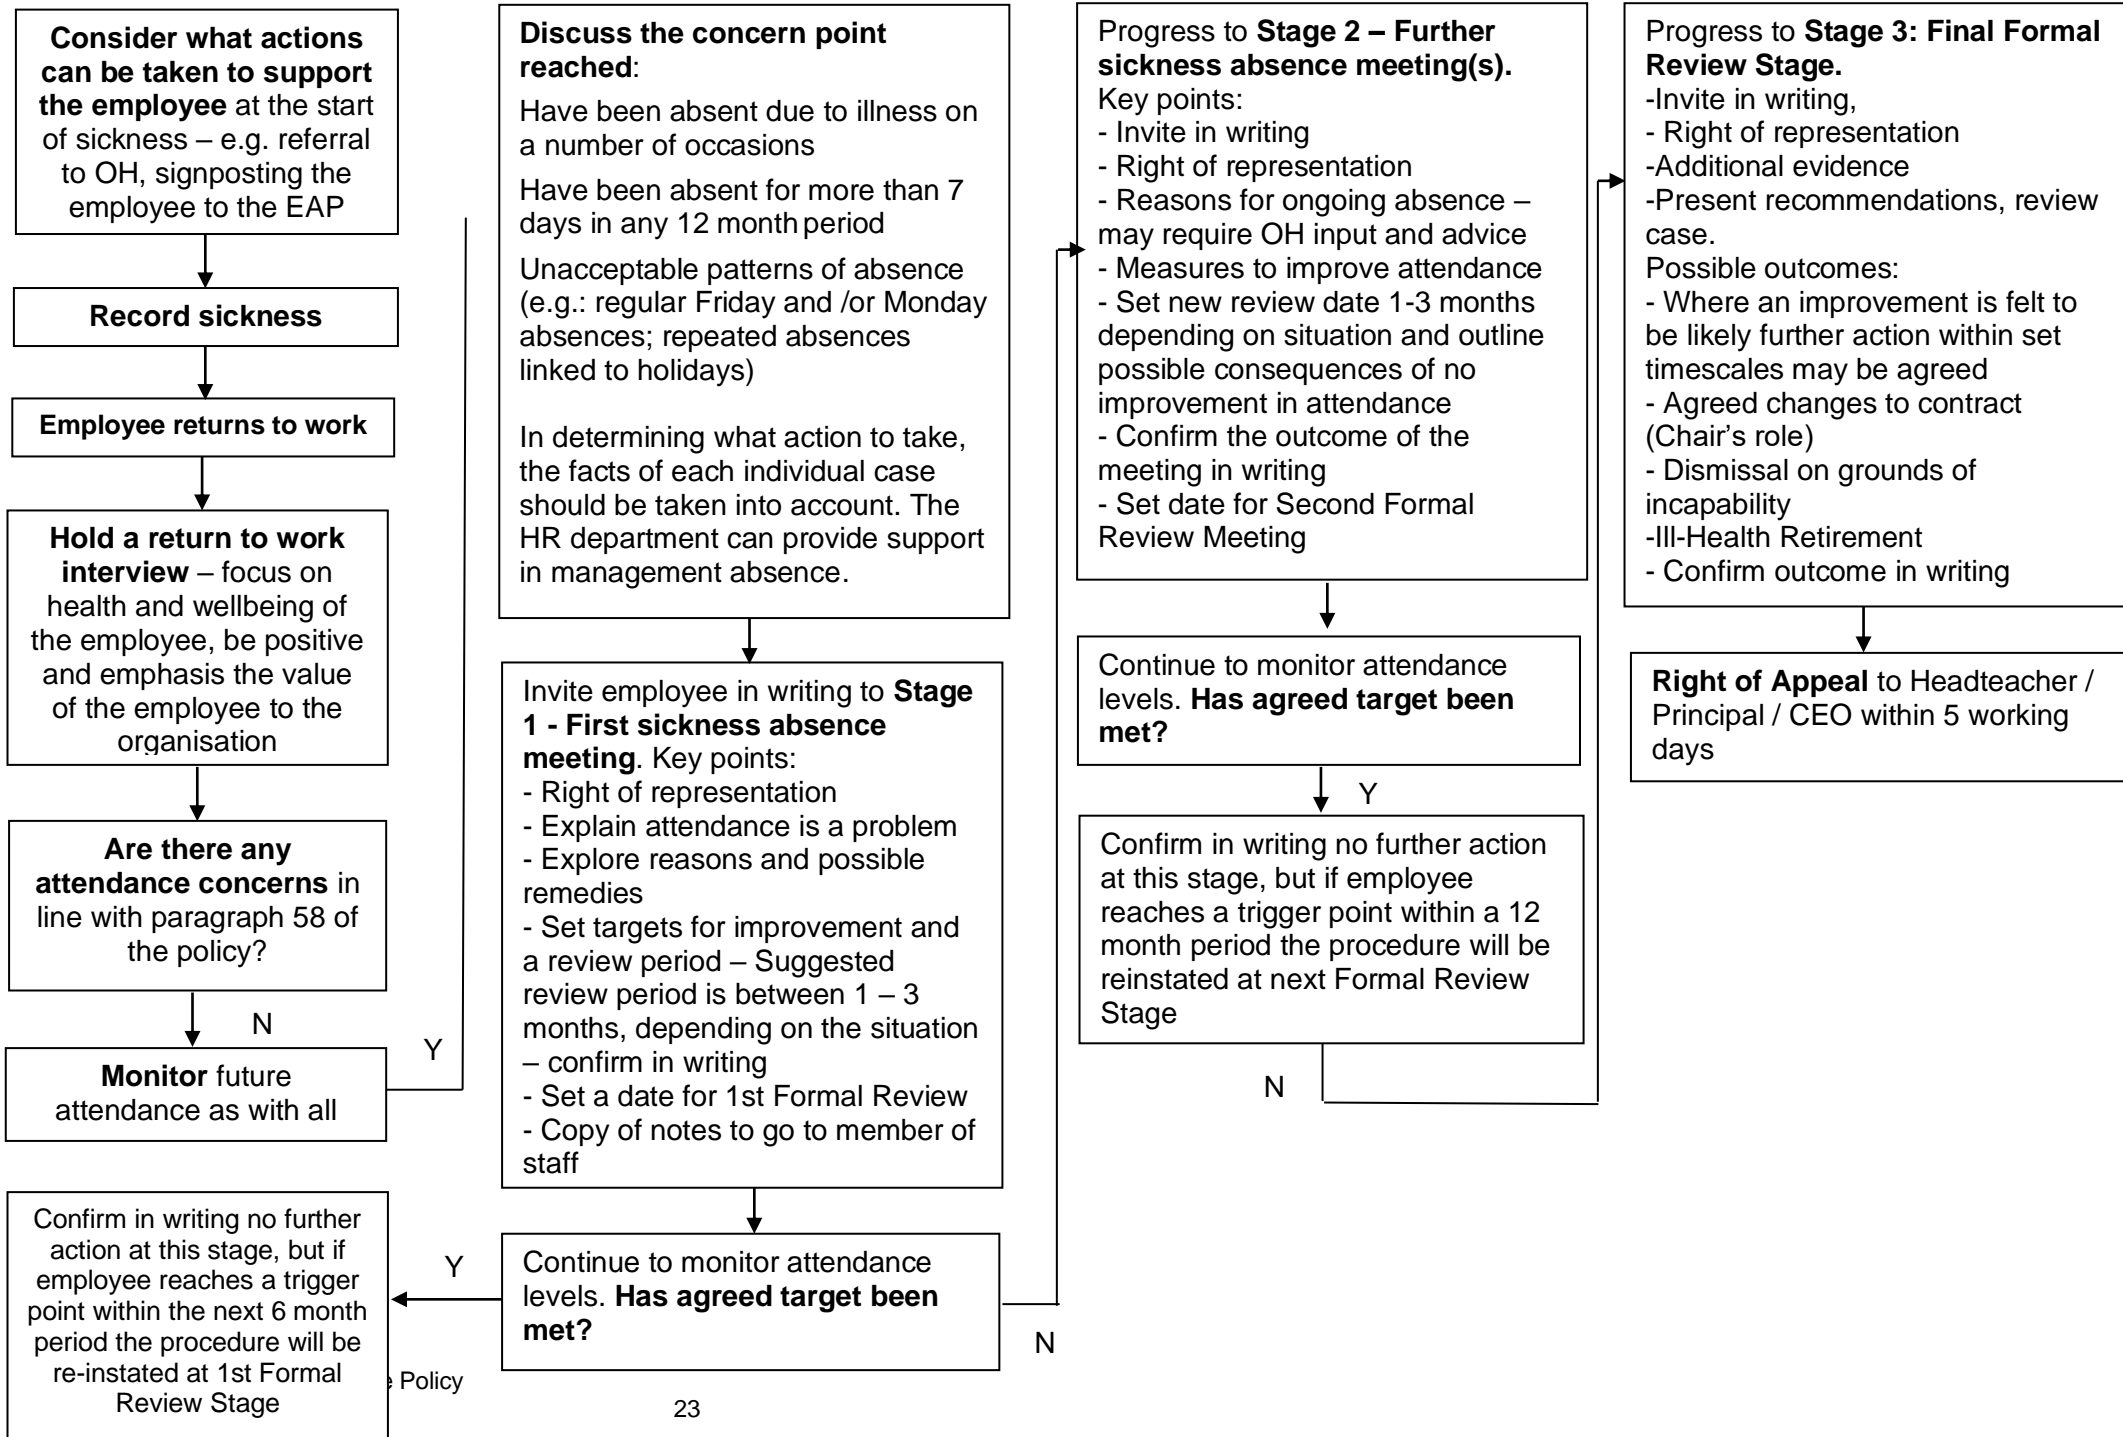 Consider what actions
can be taken to support
the employee at the start
of sickness – e.g. referral
to OH, signposting the
employee to the EAP
Record sickness
Employee returns to work
Hold a return to work
interview – focus on
health and wellbeing of
the employee, be positive
and emphasis the value
of the employee to the
organisation
Are there any
attendance concerns in
line with paragraph 58 of
the policy?
N
Y
Monitor future
attendance as with all
Discuss the concern point
reached:
Have been absent due to illness on
a number of occasions
Have been absent for more than 7
days in any 12 month period
Unacceptable patterns of absence
(e.g.: regular Friday and /or Monday
absences; repeated absences
linked to holidays)
In determining what action to take,
the facts of each individual case
should be taken into account. The
HR department can provide support
in management absence.
Invite employee in writing to Stage
1 - First sickness absence
meeting. Key points:
- Right of representation
- Explain attendance is a problem
- Explore reasons and possible
remedies
- Set targets for improvement and
a review period – Suggested
review period is between 1 – 3
months, depending on the situation
– confirm in writing
- Set a date for 1st Formal Review
- Copy of notes to go to member of
staff
Continue to monitor attendance
levels. Has agreed target been
met?
Y
N
Confirm in writing no further
action at this stage, but if
employee reaches a trigger
point within the next 6 month
period the procedure will be
re-instated at 1st Formal
Review Stage
Progress to Stage 2 – Further
sickness absence meeting(s).
Key points:
- Invite in writing
- Right of representation
- Reasons for ongoing absence –
may require OH input and advice
- Measures to improve attendance
- Set new review date 1-3 months
depending on situation and outline
possible consequences of no
improvement in attendance
- Confirm the outcome of the
meeting in writing
- Set date for Second Formal
Review Meeting
Continue to monitor attendance
levels. Has agreed target been
met?
Y
Confirm in writing no further action
at this stage, but if employee
reaches a trigger point within a 12
month period the procedure will be
reinstated at next Formal Review
Stage
N
Progress to Stage 3: Final Formal
Review Stage.
-Invite in writing,
- Right of representation
-Additional evidence
-Present recommendations, review
case.
Possible outcomes:
- Where an improvement is felt to
be likely further action within set
timescales may be agreed
- Agreed changes to contract
(Chair's role)
- Dismissal on grounds of
incapability
-Ill-Health Retirement
- Confirm outcome in writing
Right of Appeal to Headteacher /
Principal / CEO within 5 working
days
Policy
23